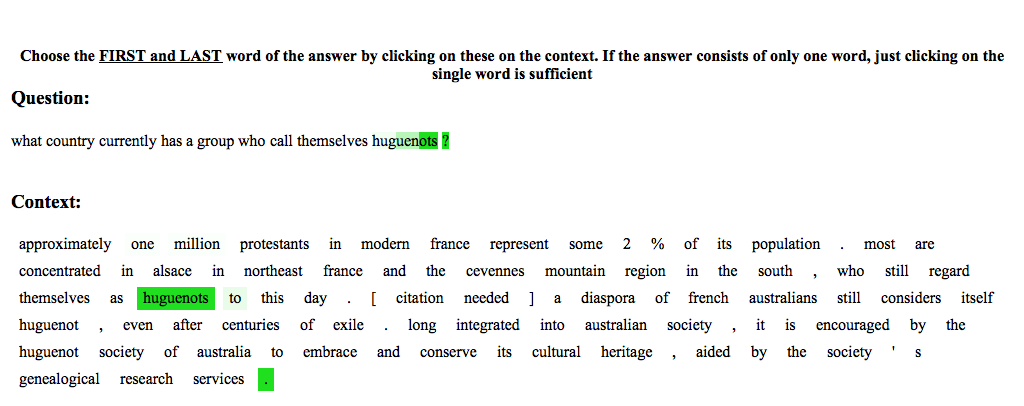 Choose the FIRST and LAST word of the answer by clicking on these on the context. If the answer consists of only one word, just clicking on the
single word is sufficient
Question:
what country currently has a group who call themselves huguenots ?
Context:
approximately one million protestants in modern france represent some 2 % of its population . most are
concentrated in alsace in northeast france and the cevennes mountain region in the south , who still regard
themselves as huguenots to this day . [ citation needed ] a diaspora of french australians still considers itself
huguenot , even after centuries of exile . long integrated into australian society , it is encouraged by the
huguenot society of australia to embrace and conserve its cultural heritage , aided by the society ' s
genealogical research services .